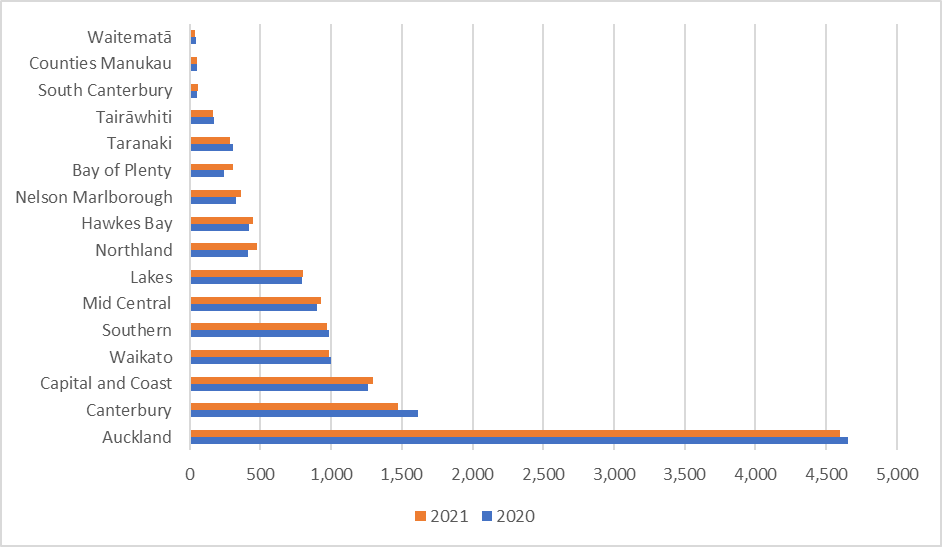 Waitematā
Counties Manukau
South Canterbury
Tairāwhiti
Taranaki
Bay of Plenty
Nelson Marlborough
Hawkes Bay
Northland
Lakes
Mid Central
Southern
Waikato
Capital and Coast
Canterbury
Auckland
0 500 1,000 1,500 2,000 2,500 3,000 3,500 4,000 4,500 5,000
2021 2020